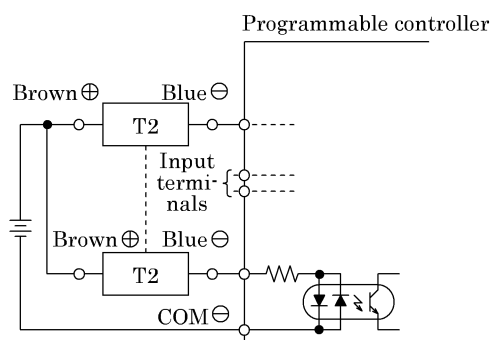 Programmable controller
Brown ⊕
Blue ⊖
T2
Input
termi-
nals
Brown ⊕
Blue ⊖
T2
COM ⊖